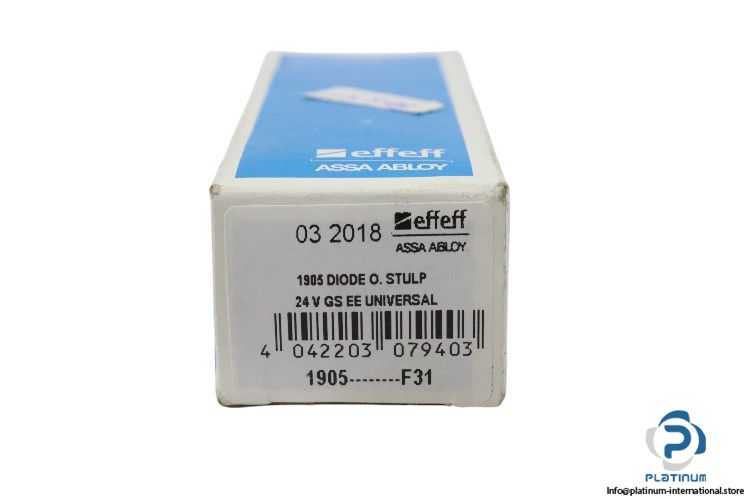 effeff
ASSA ABLOY
03 2018 effeff
ASSA ABLOY
1905 DIODE O. STULP
24 V GS EE UNIVERSAL
4 042203 079403
1905--------F31
PLATINUM
Info@platinum-international.store